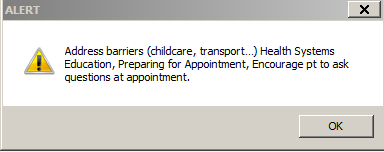 ALERT
Address barriers (childcare, transport...) Health Systems
Education, Preparing for Appointment, Encourage pt to ask
questions at appointment.
OK